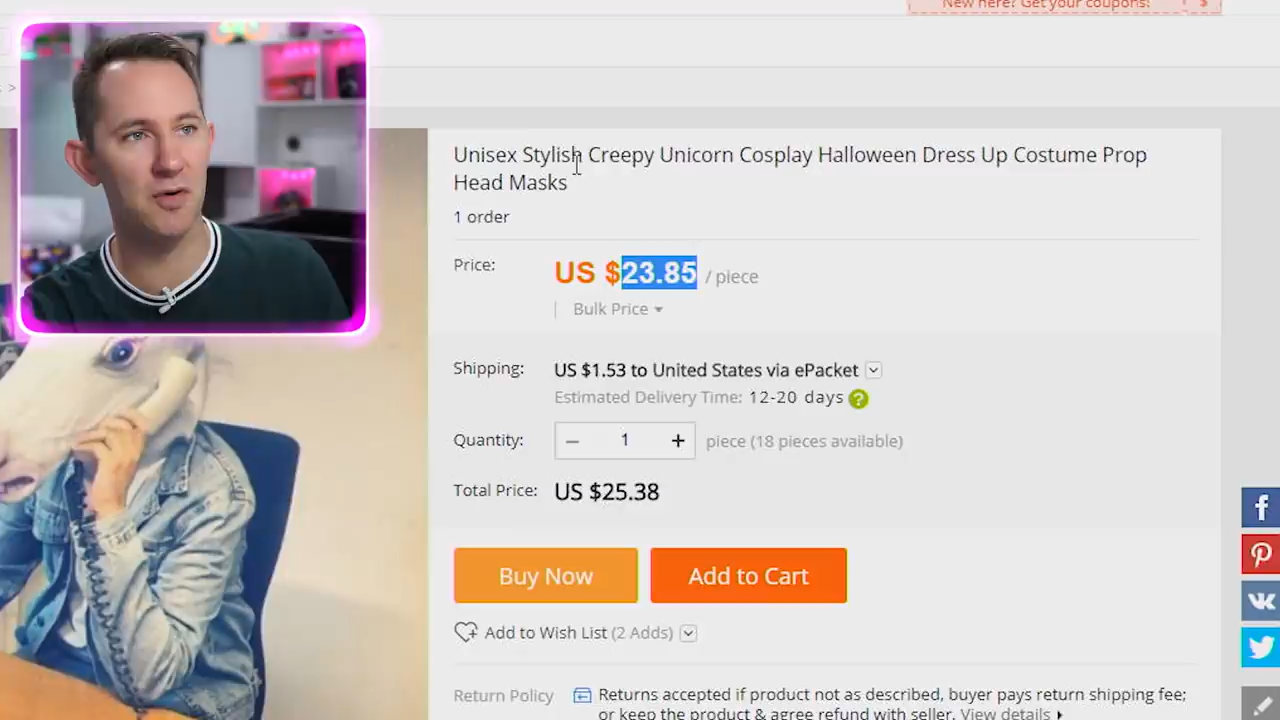 New here? Get your coupons!
$
>
Unisex Stylish Creepy Unicorn Cosplay Halloween Dress Up Costume Prop
Head Masks
1 order
Price: US $23.85 / piece
Bulk Price
Shipping: US $1.53 to United States via ePacket
Estimated Delivery Time: 12-20 days ?
Quantity: − 1 + piece (18 pieces available)
Total Price: US $25.38
Buy Now Add to Cart
Add to Wish List (2 Adds)
Return Policy Returns accepted if product not as described, buyer pays return shipping fee;
or keep the product & agree refund with seller. View details